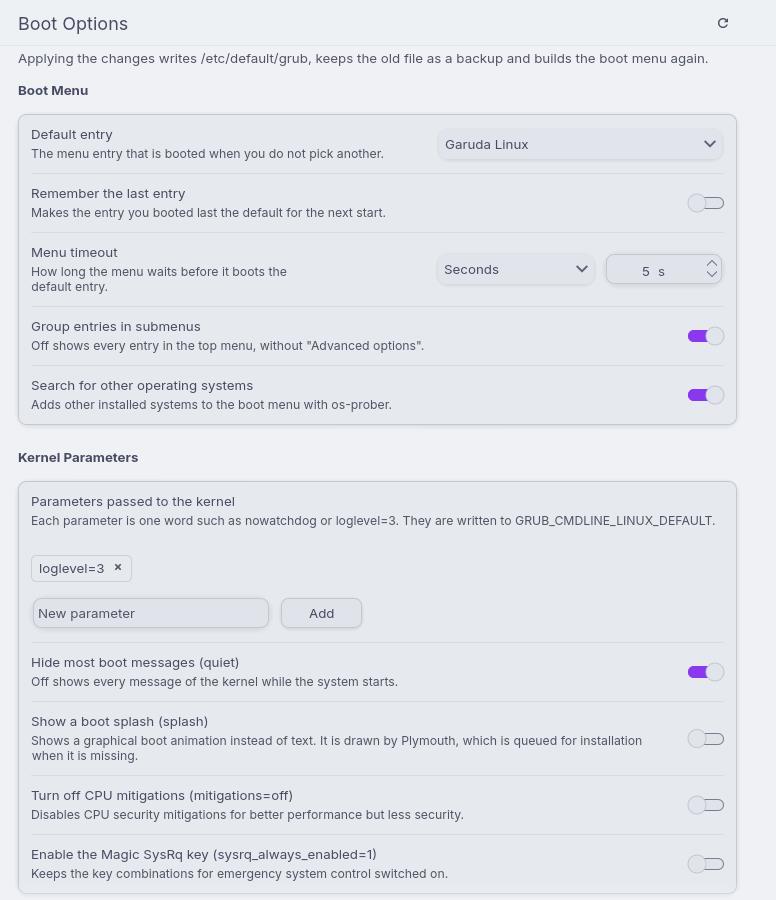 Boot Options
Applying the changes writes /etc/default/grub, keeps the old file as a backup and builds the boot menu again.
Boot Menu
Default entry
The menu entry that is booted when you do not pick another.
Garuda Linux
Remember the last entry
Makes the entry you booted last the default for the next start.
Menu timeout
How long the menu waits before it boots the
default entry.
Seconds
5 s
Group entries in submenus
Off shows every entry in the top menu, without "Advanced options".
Search for other operating systems
Adds other installed systems to the boot menu with os-prober.
Kernel Parameters
Parameters passed to the kernel
Each parameter is one word such as nowatchdog or loglevel=3. They are written to GRUB_CMDLINE_LINUX_DEFAULT.
loglevel=3 ×
New parameter
Add
Hide most boot messages (quiet)
Off shows every message of the kernel while the system starts.
Show a boot splash (splash)
Shows a graphical boot animation instead of text. It is drawn by Plymouth, which is queued for installation
when it is missing.
Turn off CPU mitigations (mitigations=off)
Disables CPU security mitigations for better performance but less security.
Enable the Magic SysRq key (sysrq_always_enabled=1)
Keeps the key combinations for emergency system control switched on.